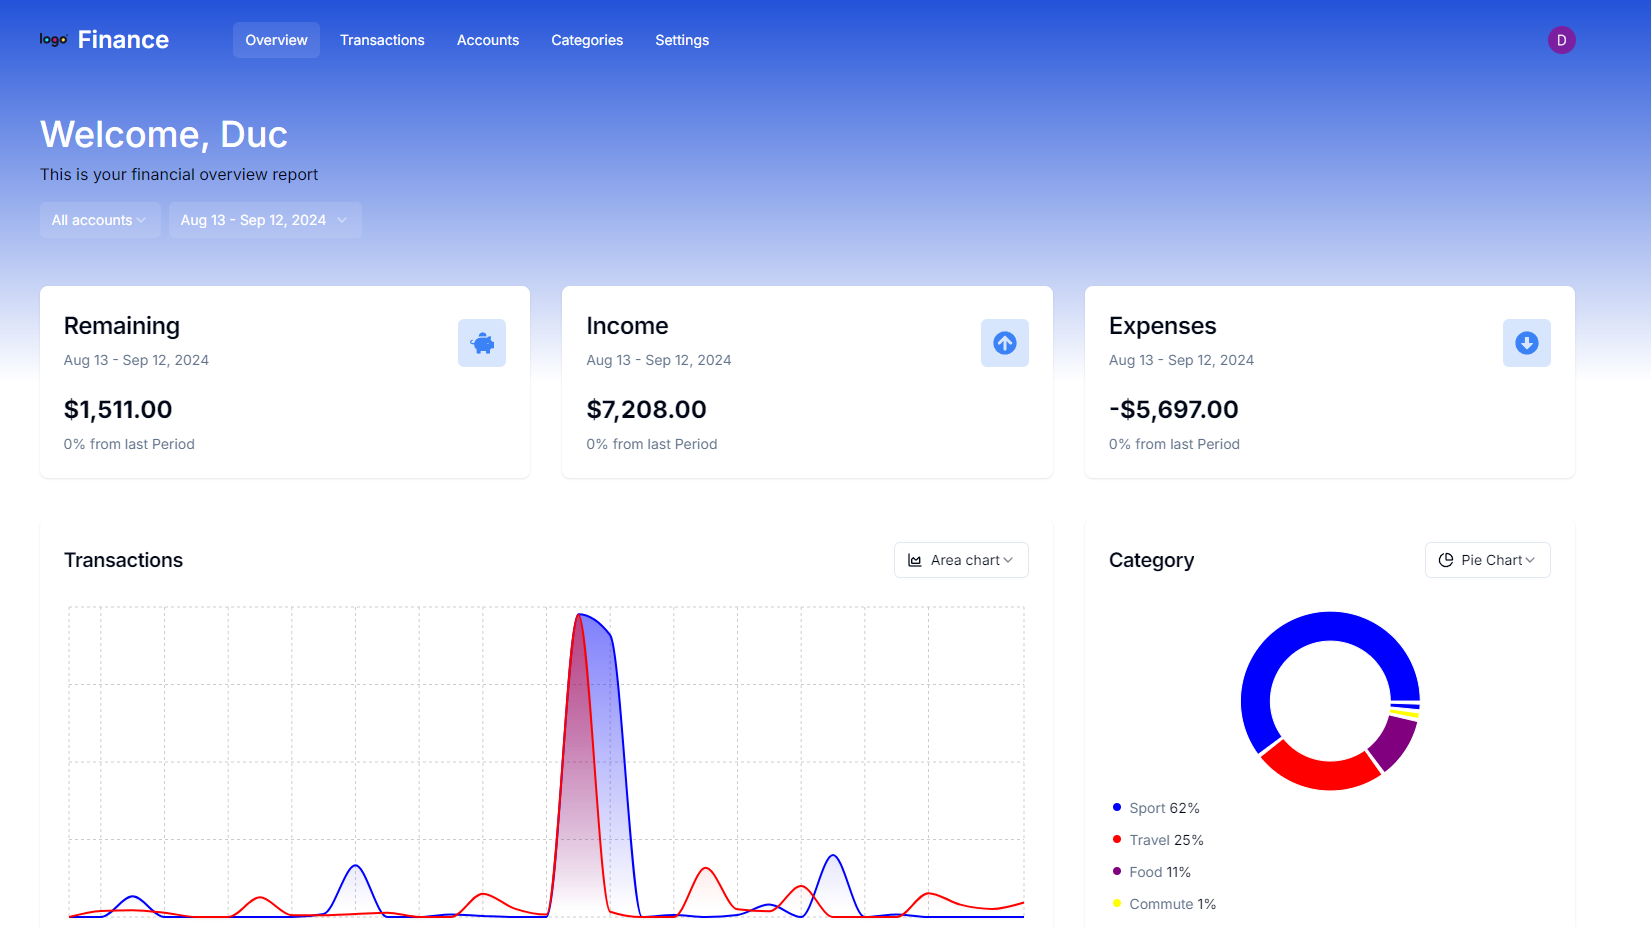 logo Finance
Overview
Transactions
Accounts
Categories
Settings
D
Welcome, Duc
This is your financial overview report
All accounts
Aug 13 - Sep 12, 2024
Remaining
Aug 13 - Sep 12, 2024
$1,511.00
0% from last Period
Income
Aug 13 - Sep 12, 2024
$7,208.00
0% from last Period
Expenses
Aug 13 - Sep 12, 2024
-$5,697.00
0% from last Period
Transactions
Area chart
Category
Pie Chart
Sport 62%
Travel 25%
Food 11%
Commute 1%